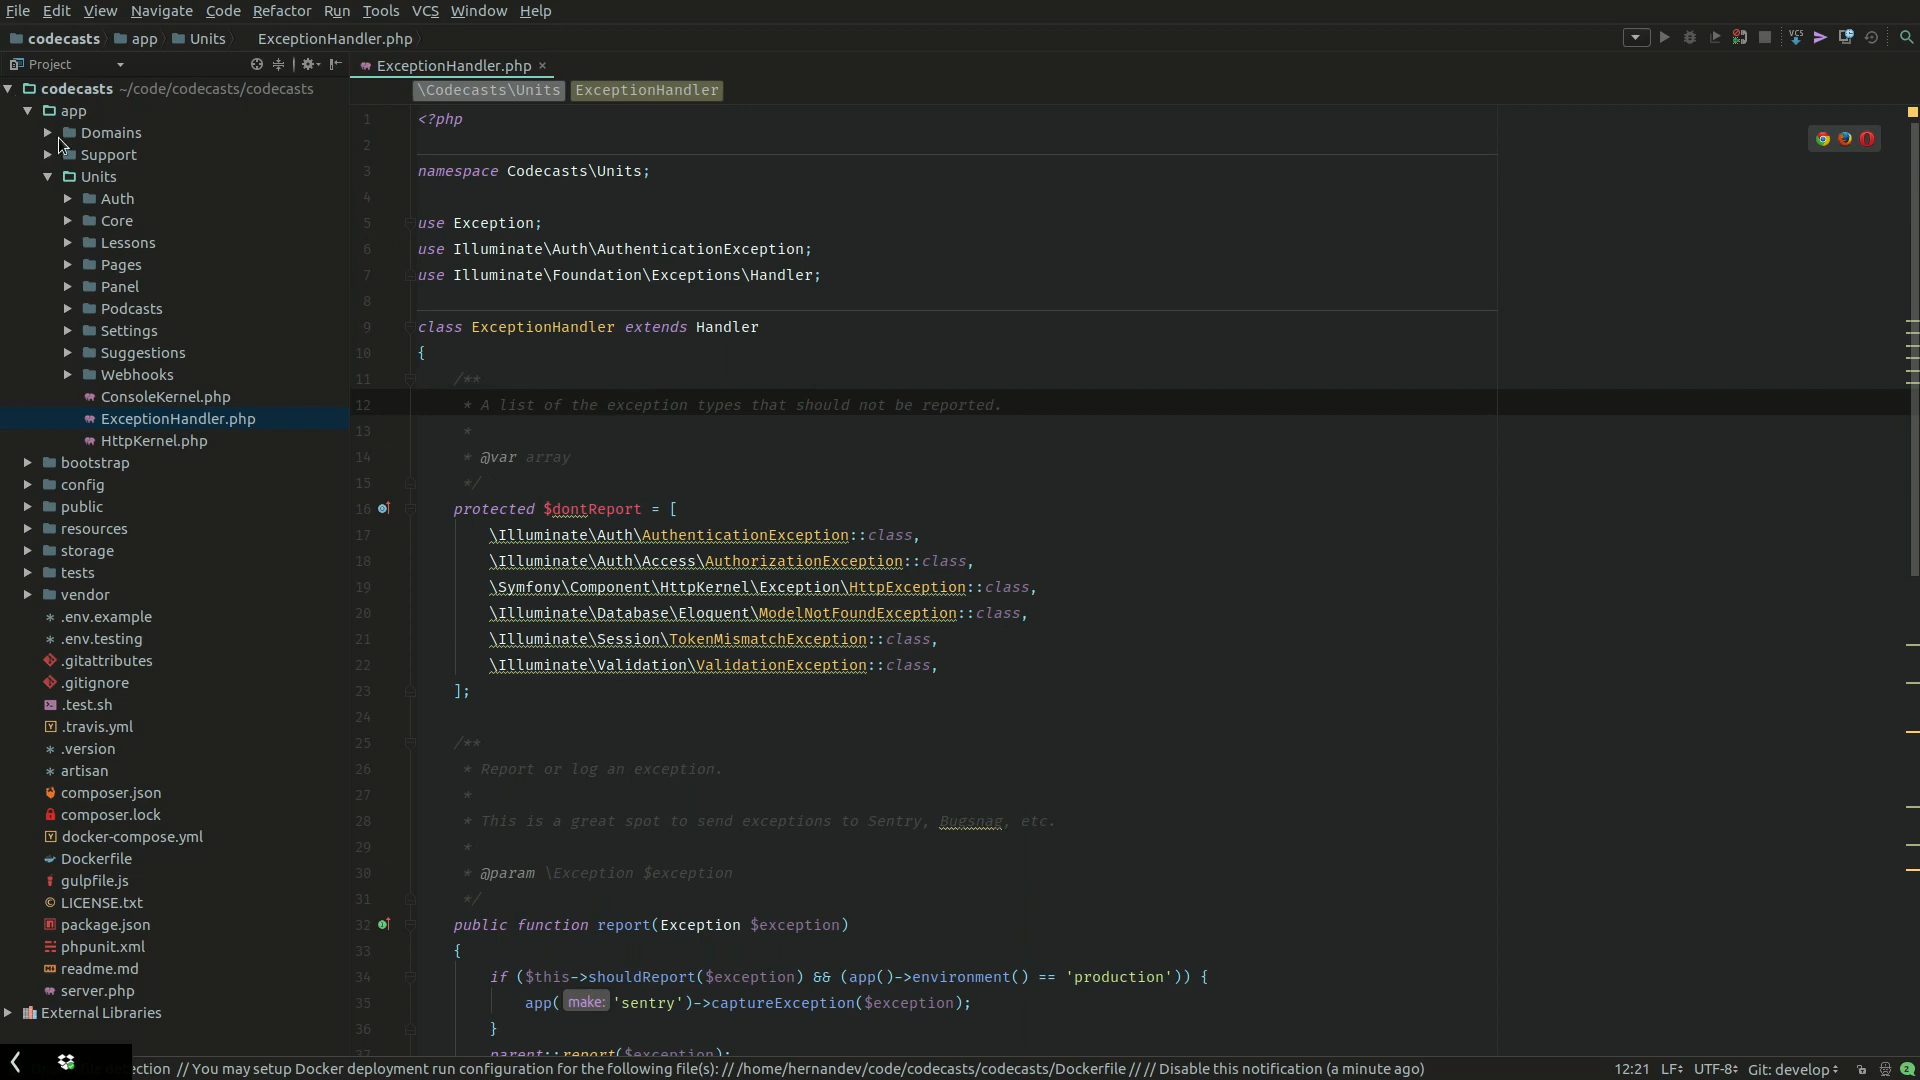 File Edit View Navigate Code Refactor Run Tools VCS Window Help
codecasts app Units ExceptionHandler.php
Project
ExceptionHandler.php ×
codecasts ~/code/codecasts/codecasts
app
Domains
Support
Units
Auth
Core
Lessons
Pages
Panel
Podcasts
Settings
Suggestions
Webhooks
ConsoleKernel.php
ExceptionHandler.php
HttpKernel.php
bootstrap
config
public
resources
storage
tests
vendor
.env.example
.env.testing
.gitattributes
.gitignore
.test.sh
.travis.yml
.version
artisan
composer.json
composer.lock
docker-compose.yml
Dockerfile
gulpfile.js
LICENSE.txt
package.json
phpunit.xml
readme.md
server.php
External Libraries
\Codecasts\Units ExceptionHandler
1 <?php
2
3 namespace Codecasts\Units;
4
5 use Exception;
6 use Illuminate\Auth\AuthenticationException;
7 use Illuminate\Foundation\Exceptions\Handler;
8
9 class ExceptionHandler extends Handler
10 {
11 /**
12 * A list of the exception types that should not be reported.
13 *
14 * @var array
15 */
16 protected $dontReport = [
17 \Illuminate\Auth\AuthenticationException::class,
18 \Illuminate\Auth\Access\AuthorizationException::class,
19 \Symfony\Component\HttpKernel\Exception\HttpException::class,
20 \Illuminate\Database\Eloquent\ModelNotFoundException::class,
21 \Illuminate\Session\TokenMismatchException::class,
22 \Illuminate\Validation\ValidationException::class,
23 ];
24
25 /**
26 * Report or log an exception.
27 *
28 * This is a great spot to send exceptions to Sentry, Bugsnag, etc.
29 *
30 * @param \Exception $exception
31 */
32 public function report(Exception $exception)
33 {
34 if ($this->shouldReport($exception) && (app()->environment() == 'production')) {
35 app( make: 'sentry')->captureException($exception);
36 }
37 parent::report($exception);
etection // You may setup Docker deployment run configuration for the following file(s): // /home/hernandev/code/codecasts/codecasts/Dockerfile // // Disable this notification (a minute ago) 12:21 LF UTF-8 Git: develop 2